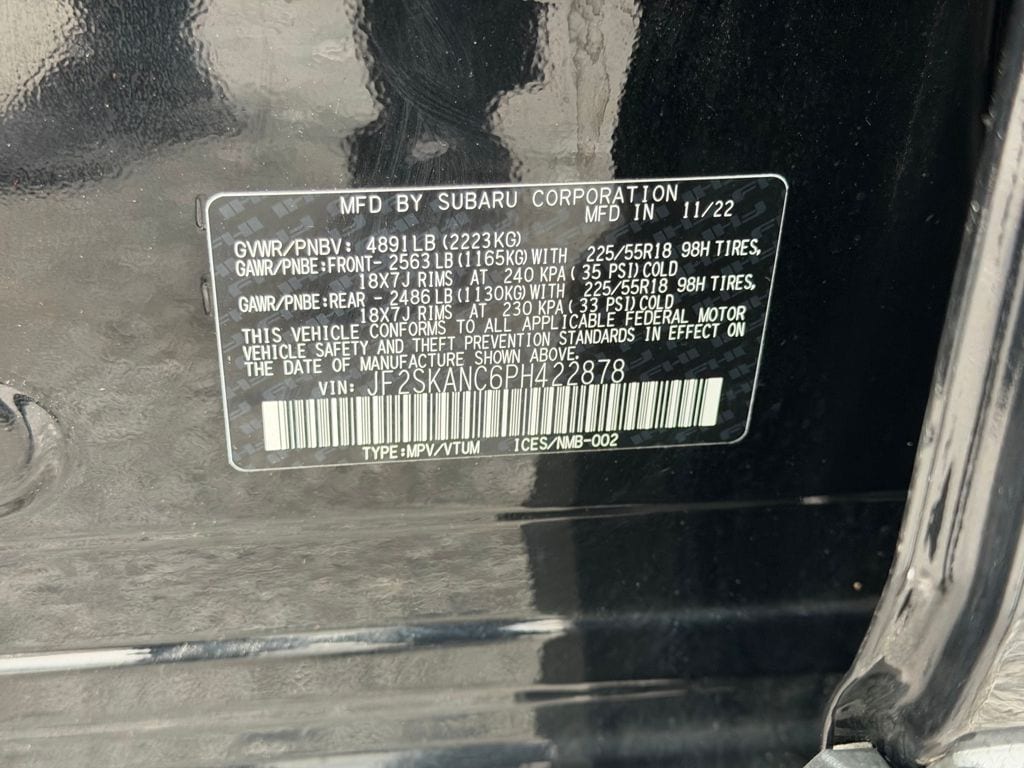 MFD BY SUBARU CORPORATION
MFD IN 11/22
GVWR/PNBV: 4891LB(2223KG)
GAWR/PNBE:FRONT- 2563LB(1165KG)WITH 225/55R18 98H TIRES,
18X7J RIMS AT 240 KPA(35 PSI)COLD
GAWR/PNBE:REAR - 2486LB(1130KG)WITH 225/55R18 98H TIRES,
18X7J RIMS AT 230 KPA(33 PSI)COLD
THIS VEHICLE CONFORMS TO ALL APPLICABLE FEDERAL MOTOR
VEHICLE SAFETY AND THEFT PREVENTION STANDARDS IN EFFECT ON
THE DATE OF MANUFACTURE SHOWN ABOVE.
VIN: JF2SKANC6PH422878
TYPE:MPV/VTUM ICES/NMB-002